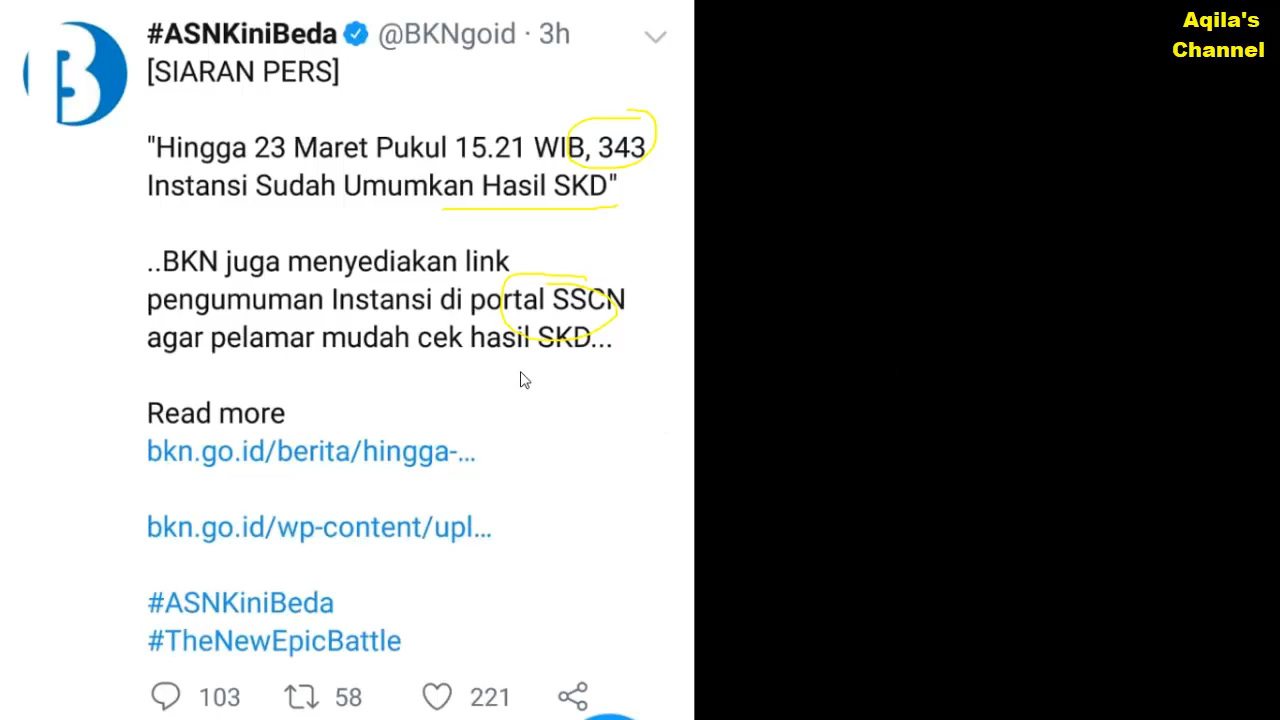 #ASNKiniBeda @BKNgoid · 3h
[SIARAN PERS]
"Hingga 23 Maret Pukul 15.21 WIB, 343
Instansi Sudah Umumkan Hasil SKD"
..BKN juga menyediakan link
pengumuman Instansi di portal SSCN
agar pelamar mudah cek hasil SKD...
Read more
bkn.go.id/berita/hingga-...
bkn.go.id/wp-content/upl...
#ASNKiniBeda
#TheNewEpicBattle
103 58 221
Aqila's
Channel